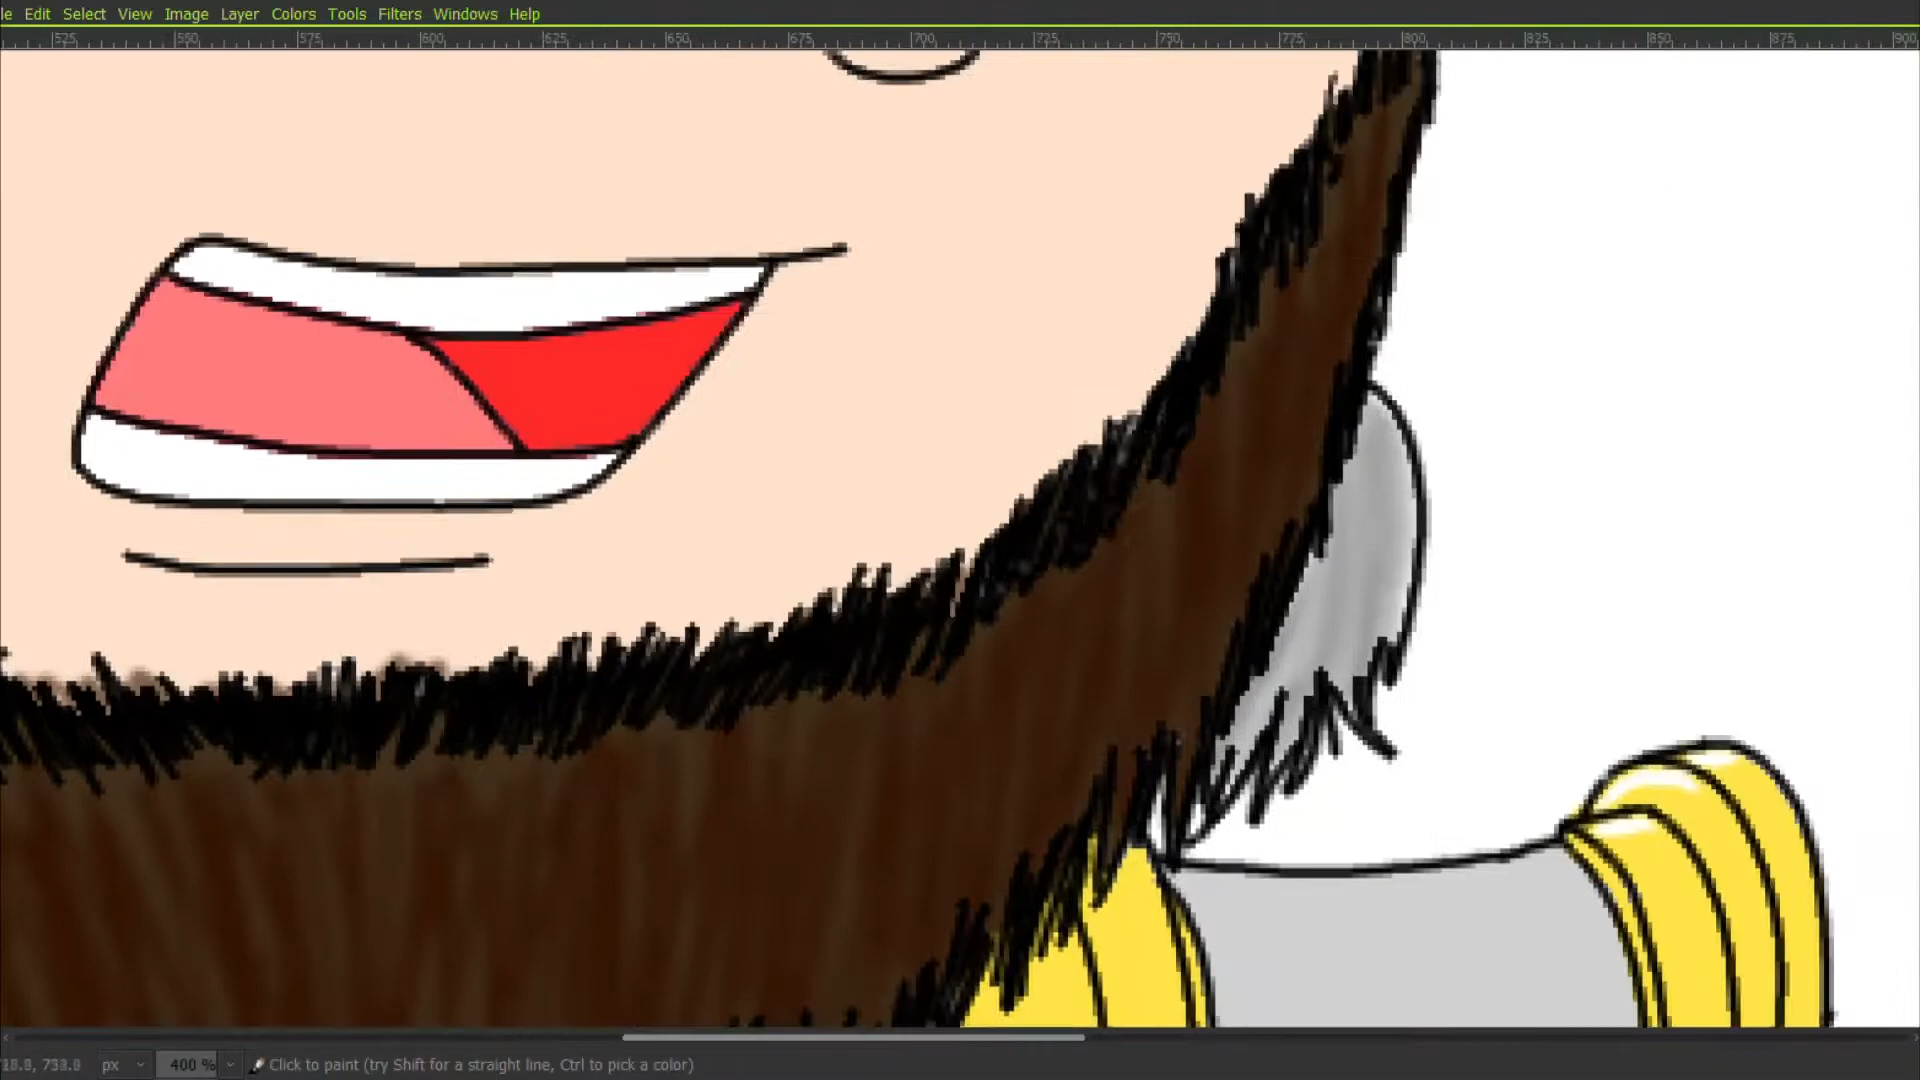 le Edit Select View Image Layer Colors Tools Filters Windows Help
525 550 575 600 625 650 675 700 725 750 775 800 825 850 875 900
px 400 % Click to paint (try Shift for a straight line, Ctrl to pick a color)